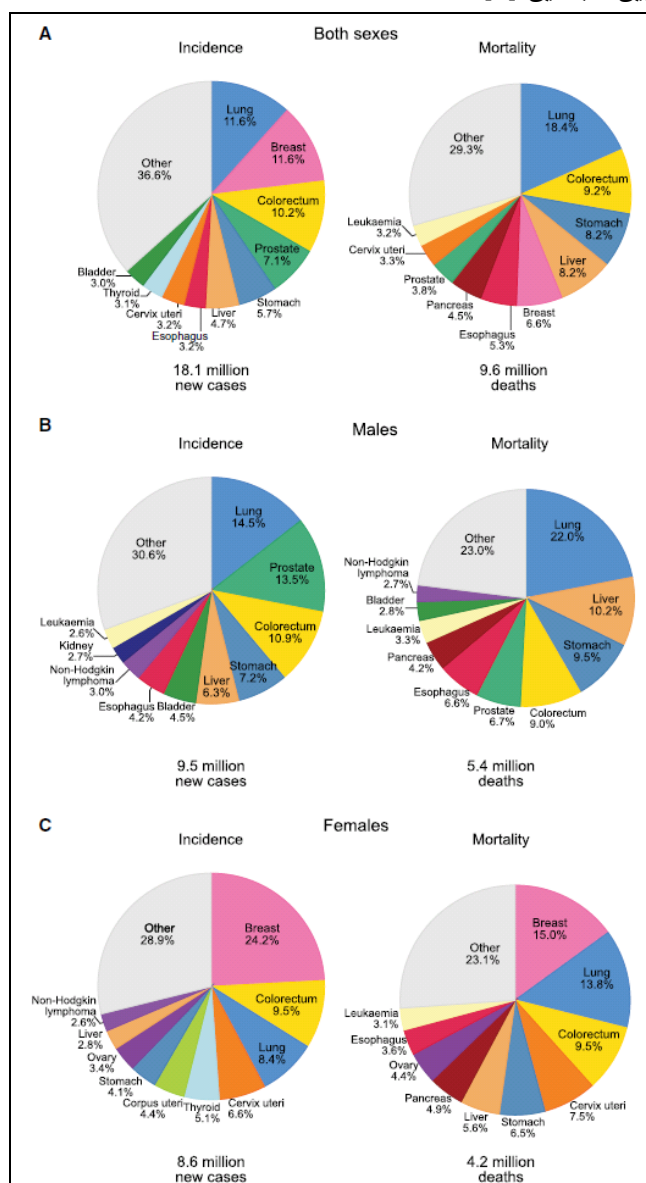 A
Both sexes
Incidence
Mortality
Lung
11.6%
Breast
11.6%
Colorectum
10.2%
Prostate
7.1%
Stomach
5.7%
Liver
4.7%
Esophagus
3.2%
Cervix uteri
3.2%
Thyroid
3.1%
Bladder
3.0%
Other
36.6%
18.1 million
new cases
Lung
18.4%
Colorectum
9.2%
Stomach
8.2%
Liver
8.2%
Breast
6.6%
Esophagus
5.3%
Pancreas
4.5%
Prostate
3.8%
Cervix uteri
3.3%
Leukaemia
3.2%
Other
29.3%
9.6 million
deaths
B
Males
Incidence
Mortality
Lung
14.5%
Prostate
13.5%
Colorectum
10.9%
Stomach
7.2%
Liver
6.3%
Bladder
4.5%
Esophagus
4.2%
Non-Hodgkin
lymphoma
3.0%
Kidney
2.7%
Leukaemia
2.6%
Other
30.6%
9.5 million
new cases
Lung
22.0%
Liver
10.2%
Stomach
9.5%
Colorectum
9.0%
Prostate
6.7%
Esophagus
6.6%
Pancreas
4.2%
Leukaemia
3.3%
Bladder
2.8%
Non-Hodgkin
lymphoma
2.7%
Other
23.0%
5.4 million
deaths
C
Females
Incidence
Mortality
Breast
24.2%
Colorectum
9.5%
Lung
8.4%
Cervix uteri
6.6%
Thyroid
5.1%
Corpus uteri
4.4%
Stomach
4.1%
Ovary
3.4%
Liver
2.8%
Non-Hodgkin
lymphoma
2.6%
Other
28.9%
8.6 million
new cases
Breast
15.0%
Lung
13.8%
Colorectum
9.5%
Cervix uteri
7.5%
Stomach
6.5%
Liver
5.6%
Pancreas
4.9%
Ovary
4.4%
Esophagus
3.6%
Leukaemia
3.1%
Other
23.1%
4.2 million
deaths